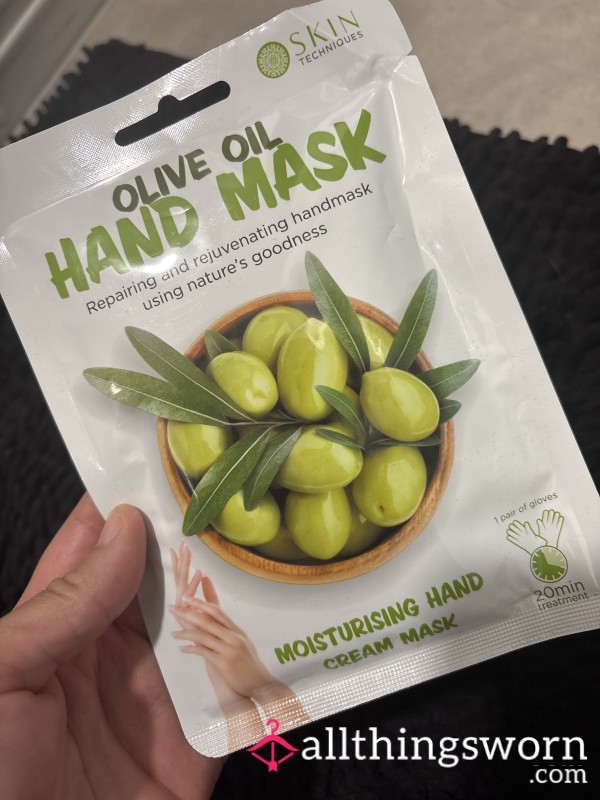 SKIN
TECHNIQUES
OLIVE OIL
HAND MASK
Repairing and rejuvenating handmask
using nature's goodness
1 pair of gloves
20min
treatment
MOISTURISING HAND
CREAM MASK
allthingsworn
.com